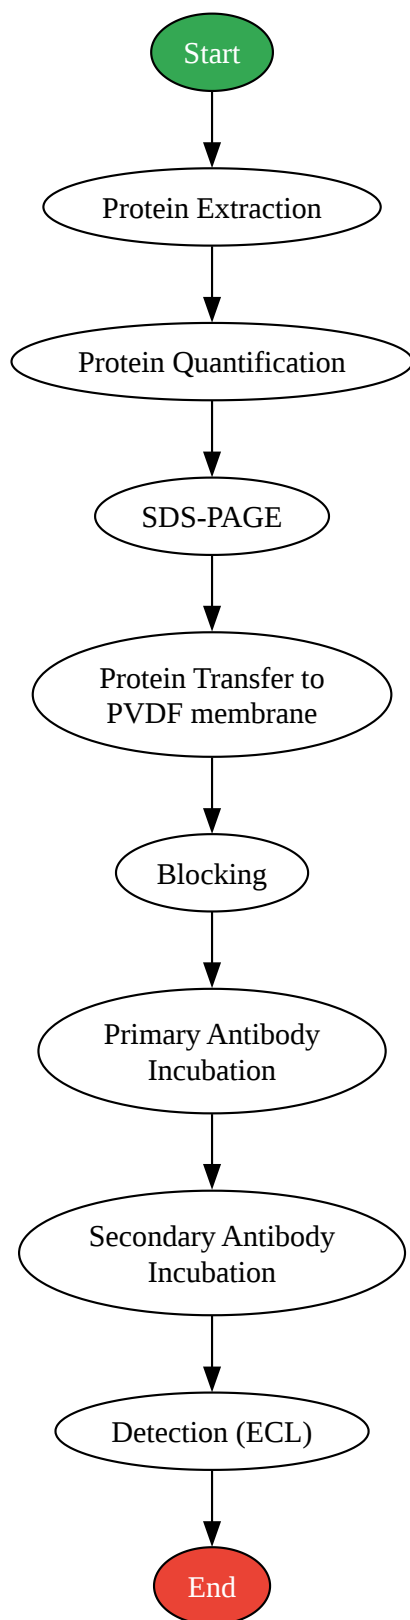 Start
Protein Extraction
Protein Quantification
SDS-PAGE
Protein Transfer to
PVDF membrane
Blocking
Primary Antibody
Incubation
Secondary Antibody
Incubation
Detection (ECL)
End